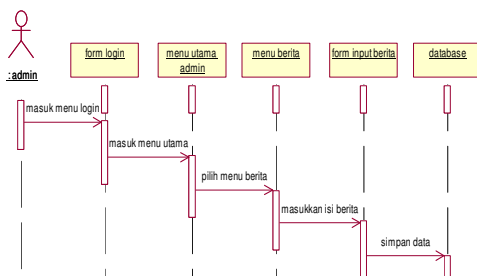 form login
menu utama
admin
menu berita
form input berita
database
: admin
masuk menu login
masuk menu utama
pilih menu berita
masukkan isi berita
simpan data